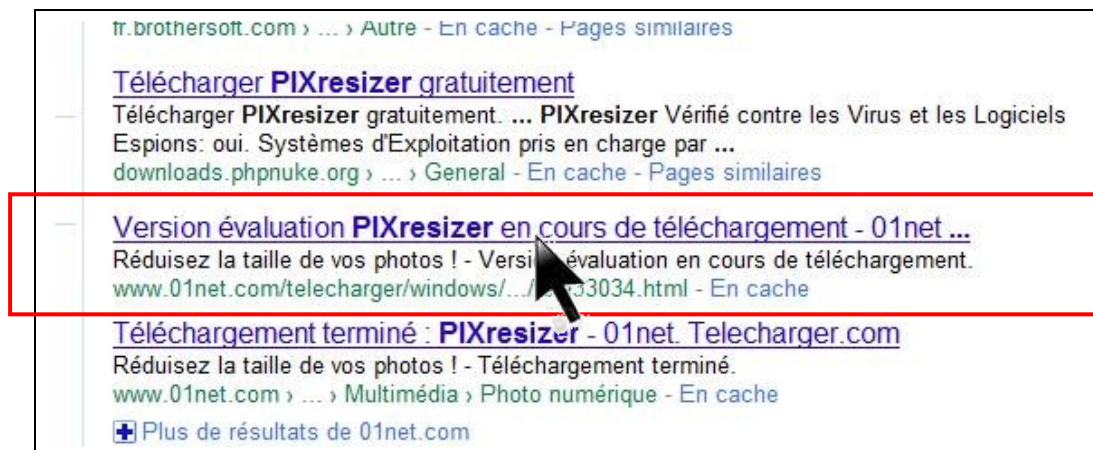 fr.brothersoft.com › ... › Autre - En cache - Pages similaires
Télécharger PIXresizer gratuitement
Télécharger PIXresizer gratuitement. ... PIXresizer Vérifié contre les Virus et les Logiciels
Espions: oui. Systèmes d'Exploitation pris en charge par ...
downloads.phpnuke.org › ... › General - En cache - Pages similaires
Version évaluation PIXresizer en cours de téléchargement - 01net ...
Réduisez la taille de vos photos ! - Version évaluation en cours de téléchargement.
www.01net.com/telecharger/windows/.../ 33034.html - En cache
Téléchargement terminé : PIXresizer - 01net. Telecharger.com
Réduisez la taille de vos photos ! - Téléchargement terminé.
www.01net.com › ... › Multimédia › Photo numérique - En cache
Plus de résultats de 01net.com